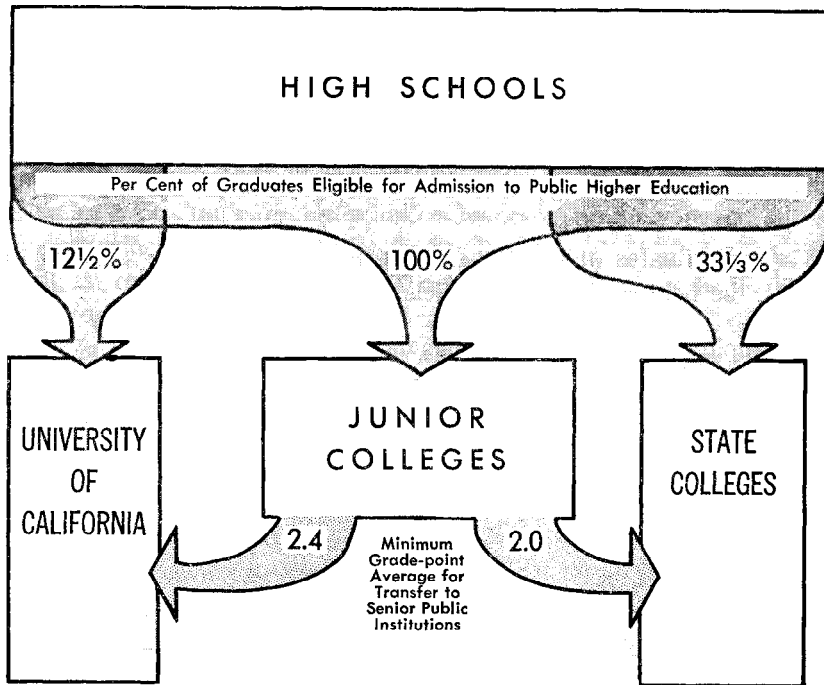 HIGH SCHOOLS
Per Cent of Graduates Eligible for Admission to Public Higher Education
12½%
100%
33⅓%
UNIVERSITY
OF
CALIFORNIA
JUNIOR
COLLEGES
STATE
COLLEGES
2.4
Minimum
Grade-point
Average for
Transfer to
Senior Public
Institutions
2.0